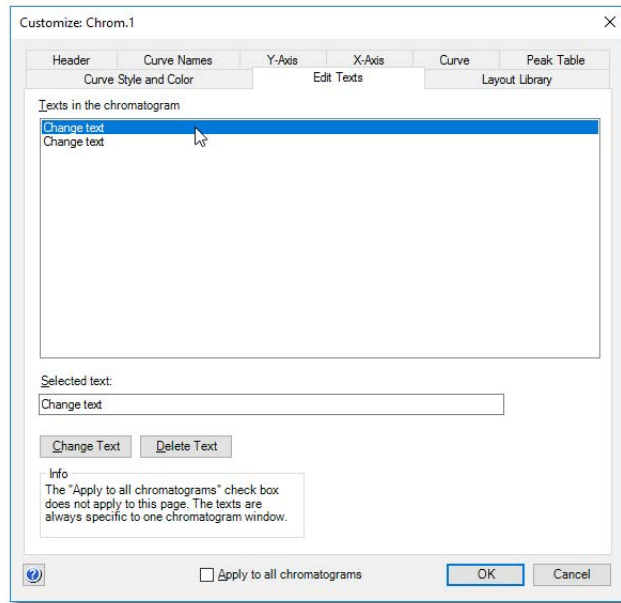 Customize: Chrom.1
Header Curve Names Y-Axis X-Axis Curve Peak Table
Curve Style and Color Edit Texts Layout Library
Texts in the chromatogram
Change text
Change text
Selected text:
Change text
Change Text Delete Text
Info
The "Apply to all chromatograms" check box
does not apply to this page. The texts are
always specific to one chromatogram window.
? Apply to all chromatograms OK Cancel